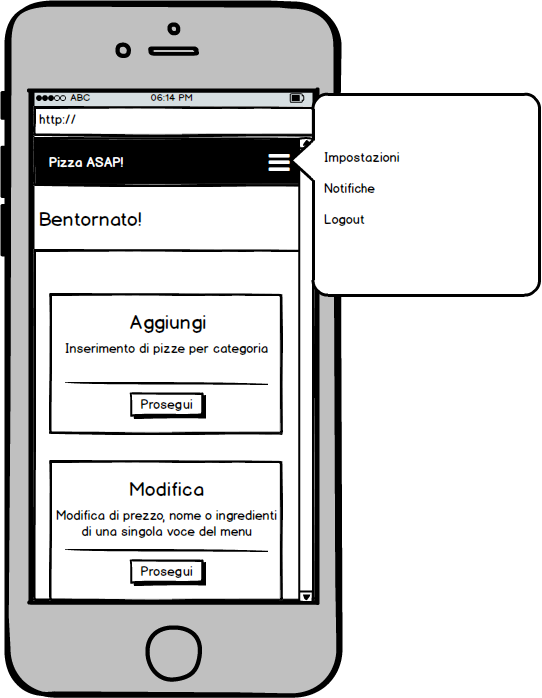 ABC 06:14 PM
http://
Pizza ASAP!
Impostazioni
Notifiche
Logout
Bentornato!
Aggiungi
Inserimento di pizze per categoria
Prosegui
Modifica
Modifica di prezzo, nome o ingredienti
di una singola voce del menu
Prosegui